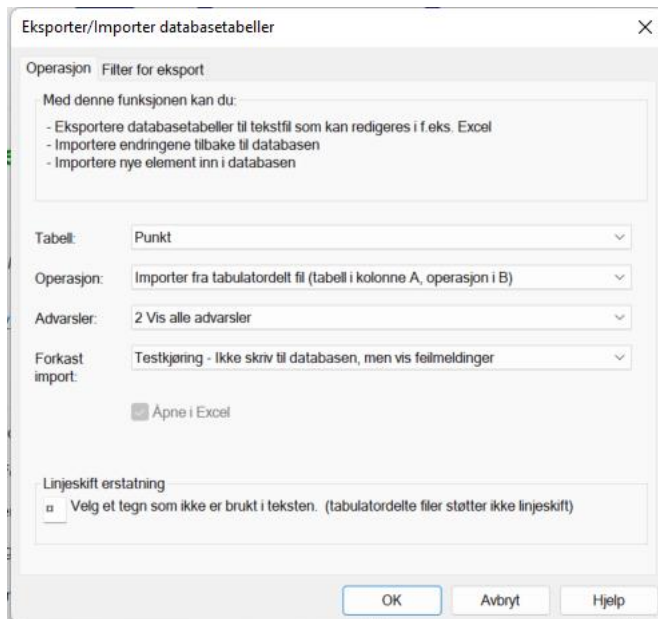 Eksporter/Importer databasetabeller
Operasjon Filter for eksport
Med denne funksjonen kan du:
- Eksportere databasetabeller til tekstfil som kan redigeres i f.eks. Excel
- Importere endringene tilbake til databasen
- Importere nye element inn i databasen
Tabell: Punkt
Operasjon: Importer fra tabulatordelt fil (tabell i kolonne A, operasjon i B)
Advarsler: 2 Vis alle advarsler
Forkast Testkjøring - Ikke skriv til databasen, men vis feilmeldinger
import:
Åpne i Excel
Linjeskift erstatning
¤ Velg et tegn som ikke er brukt i teksten. (tabulatordelte filer støtter ikke linjeskift)
OK Avbryt Hjelp